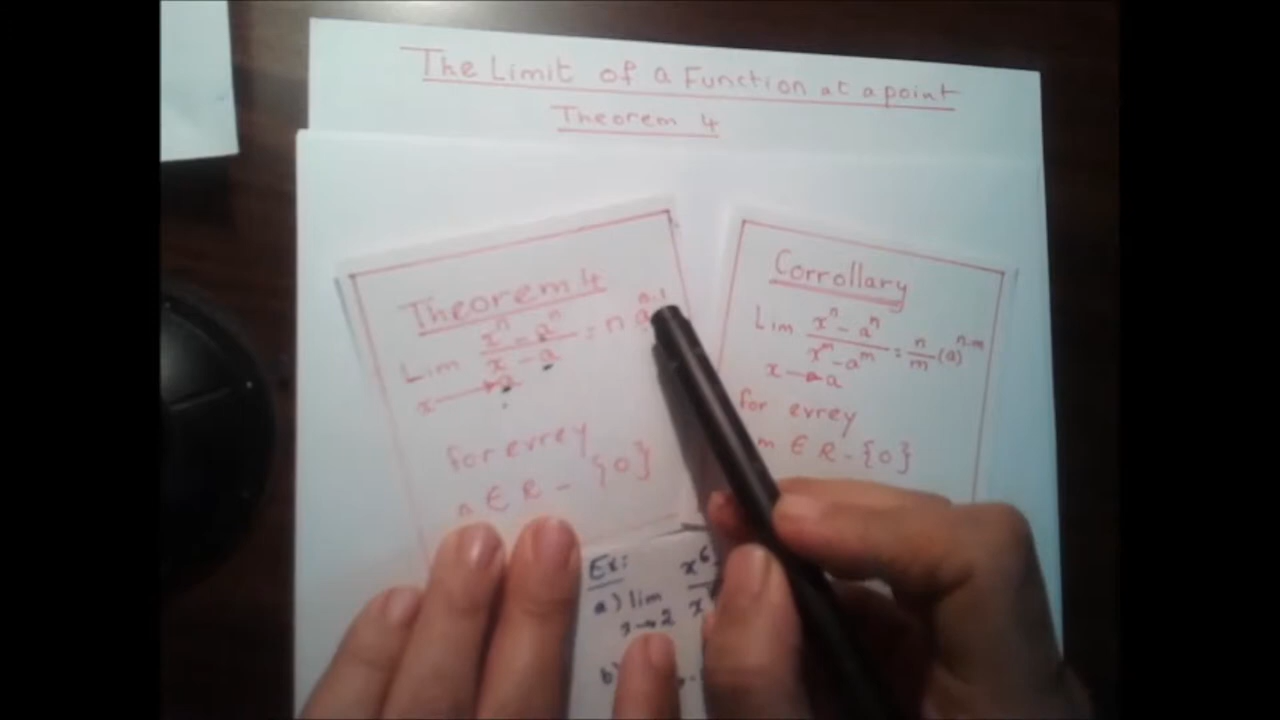 The Limit of a Function at a point
Theorem 4
Theorem 4
Lim xⁿ - aⁿ / x - a = n aⁿ⁻¹
x → a
for evrey
n ∈ R - {0}
Corrollary
Lim xⁿ - aⁿ / xᵐ - aᵐ = n/m (a)ⁿ⁻ᵐ
x → a
for evrey
m ∈ R - {0}
Ex:
a) lim x⁶
x → 2
b)